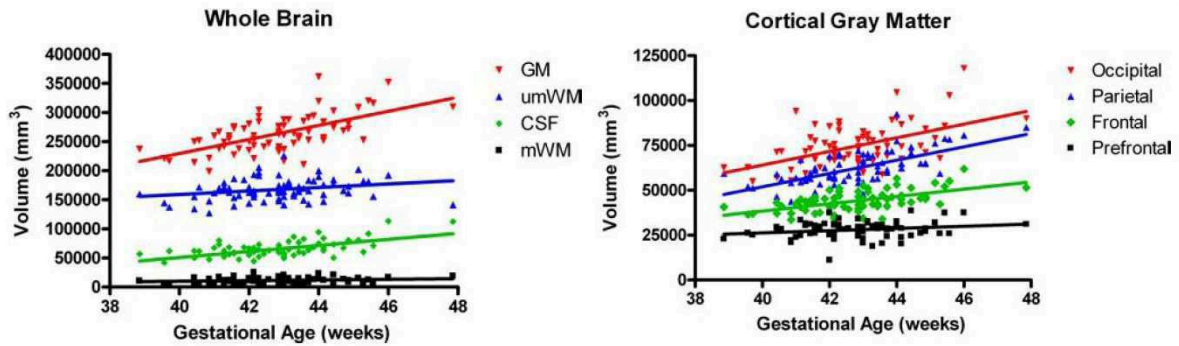 Whole Brain
400000
350000
300000
250000
200000
150000
100000
50000
0
Volume (mm³)
38 40 42 44 46 48
Gestational Age (weeks)
GM
umWM
CSF
mWM
Cortical Gray Matter
125000
100000
75000
50000
25000
0
Volume (mm³)
38 40 42 44 46 48
Gestational Age (weeks)
Occipital
Parietal
Frontal
Prefrontal